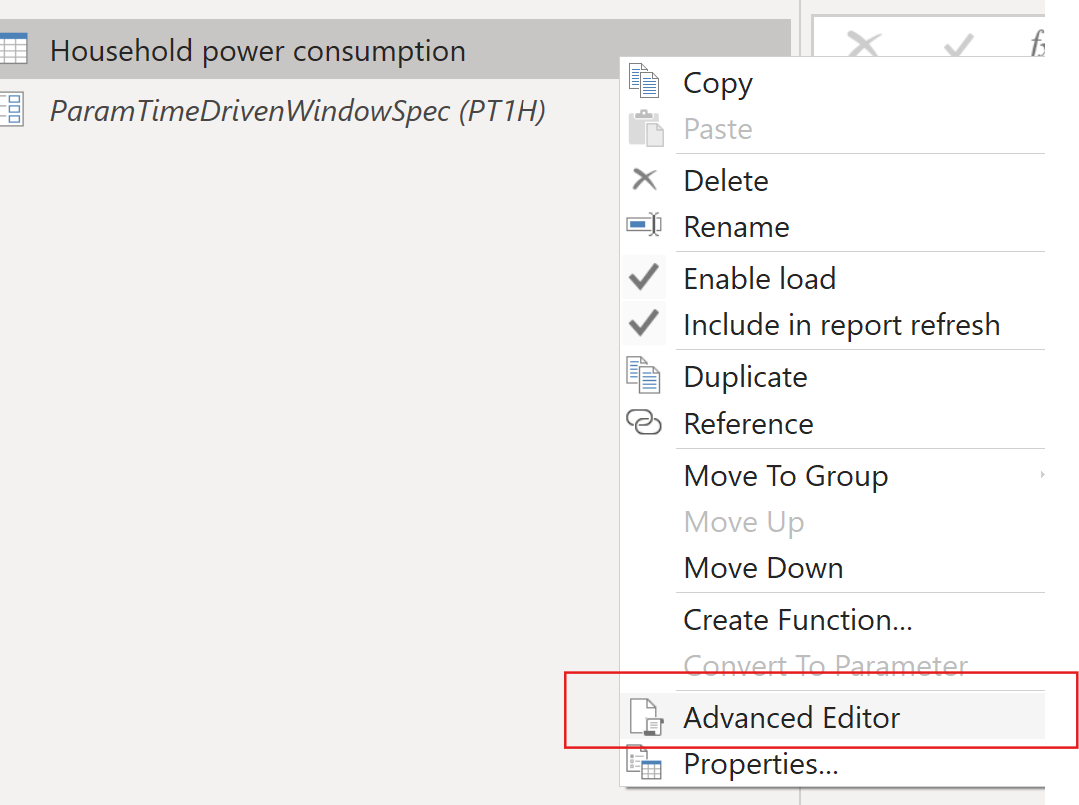 Household power consumption
ParamTimeDrivenWindowSpec (PT1H)
fx
Copy
Paste
Delete
Rename
Enable load
Include in report refresh
Duplicate
Reference
Move To Group
Move Up
Move Down
Create Function...
Convert To Parameter
Advanced Editor
Properties...